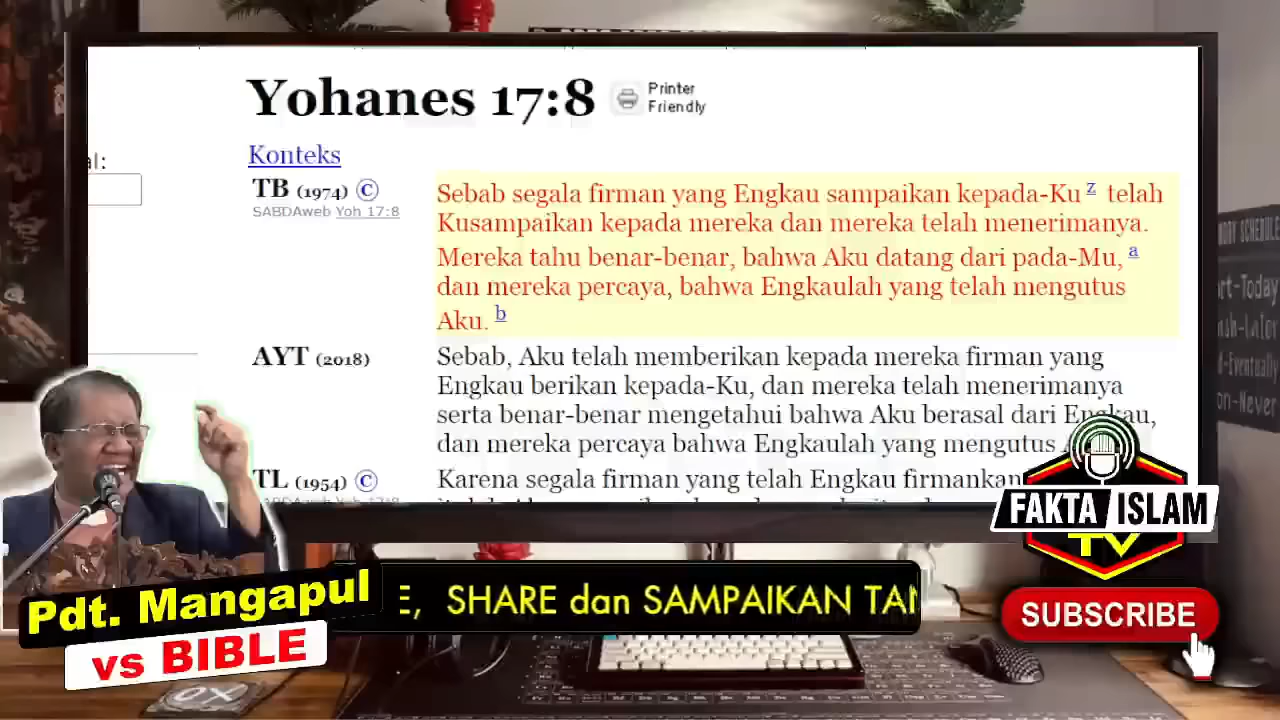 Yohanes 17:8
Printer
Friendly
al:
Konteks
TB (1974) ©
SABDAweb Yoh 17:8
Sebab segala firman yang Engkau sampaikan kepada-Ku z telah
Kusampaikan kepada mereka dan mereka telah menerimanya.
Mereka tahu benar-benar, bahwa Aku datang dari pada-Mu, a
dan mereka percaya, bahwa Engkaulah yang telah mengutus
Aku. b
AYT (2018)
Sebab, Aku telah memberikan kepada mereka firman yang
Engkau berikan kepada-Ku, dan mereka telah menerimanya
serta benar-benar mengetahui bahwa Aku berasal dari Engkau,
dan mereka percaya bahwa Engkaulah yang mengutus
TL (1954) ©
Karena segala firman yang telah Engkau firmankan
FAKTA ISLAM
TV
Pdt. Mangapul
vs BIBLE
E, SHARE dan SAMPAIKAN TAN
SUBSCRIBE